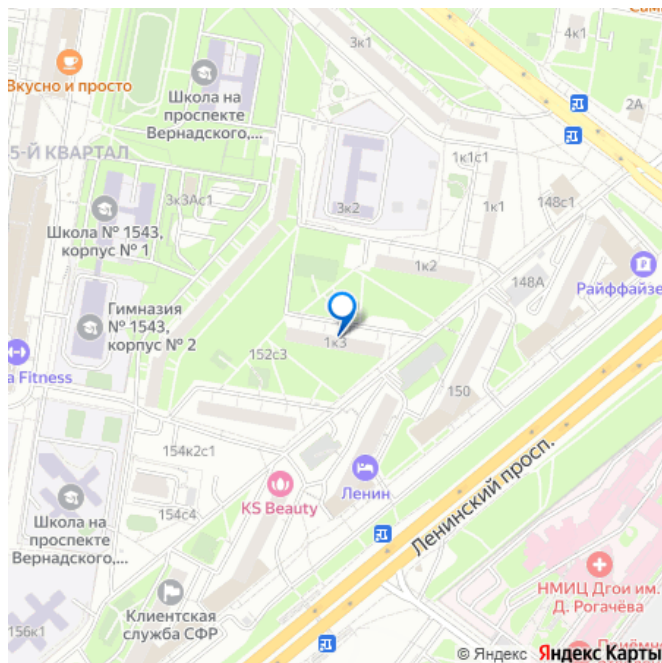 Сам
4к1
3к1
Вкусно и просто
Школа на
проспекте
Вернадского,...
2А
5-Й КВАРТАЛ
1к1с1
3к3Ас1
3к2
1к1
148с1
Школа № 1543,
корпус № 1
1к2
148А
Райффайзе
Гимназия
№ 1543,
корпус № 2
1к3
152с3
a Fitness
150
154к2с1
Ленинский просп.
Ленин
KS Beauty
154с4
Школа на
проспекте
Вернадского,...
НМИЦ Дгои им.
Д. Рогачёва
Клиентская
служба СФР
156к1
Приёмн
© Яндекс Яндекс Карты